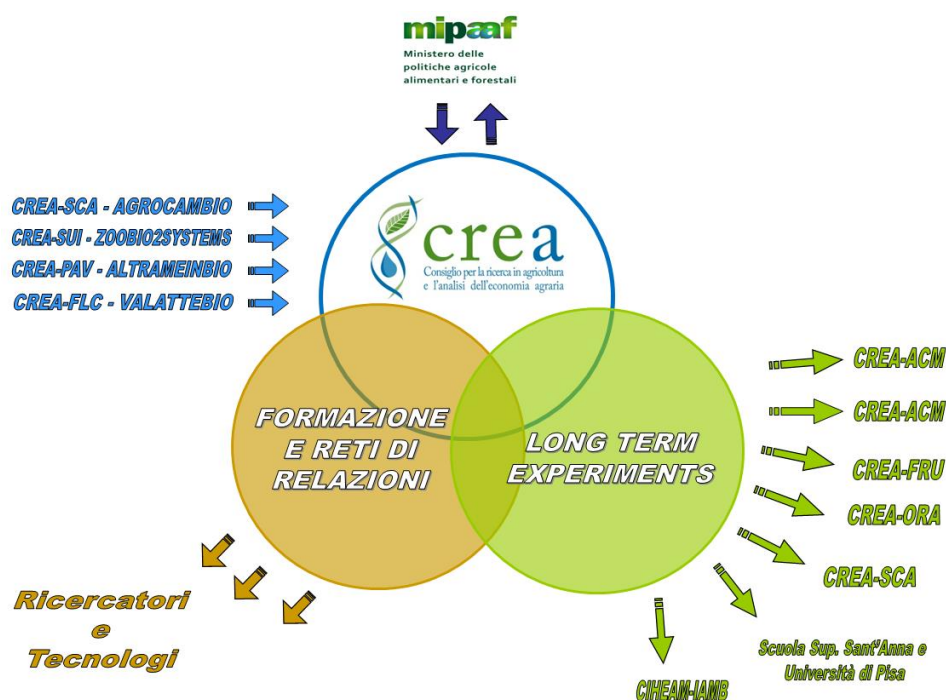 mipaaf
Ministero delle
politiche agricole
alimentari e forestali
CREA-SCA - AGROCAMBIO
CREA-SUI - ZOOBIO2SYSTEMS
CREA-PAV - ALTRAMEINBIO
CREA-FLC - VALATTEBIO
crea
Consiglio per la ricerca in agricoltura
e l'analisi dell'economia agraria
FORMAZIONE
E RETI DI
RELAZIONI
LONG TERM
EXPERIMENTS
CREA-ACM
CREA-ACM
CREA-FRU
CREA-ORA
CREA-SCA
Scuola Sup. Sant'Anna e
Università di Pisa
CIHEAM-IAMB
Ricercatori
e
Tecnologi